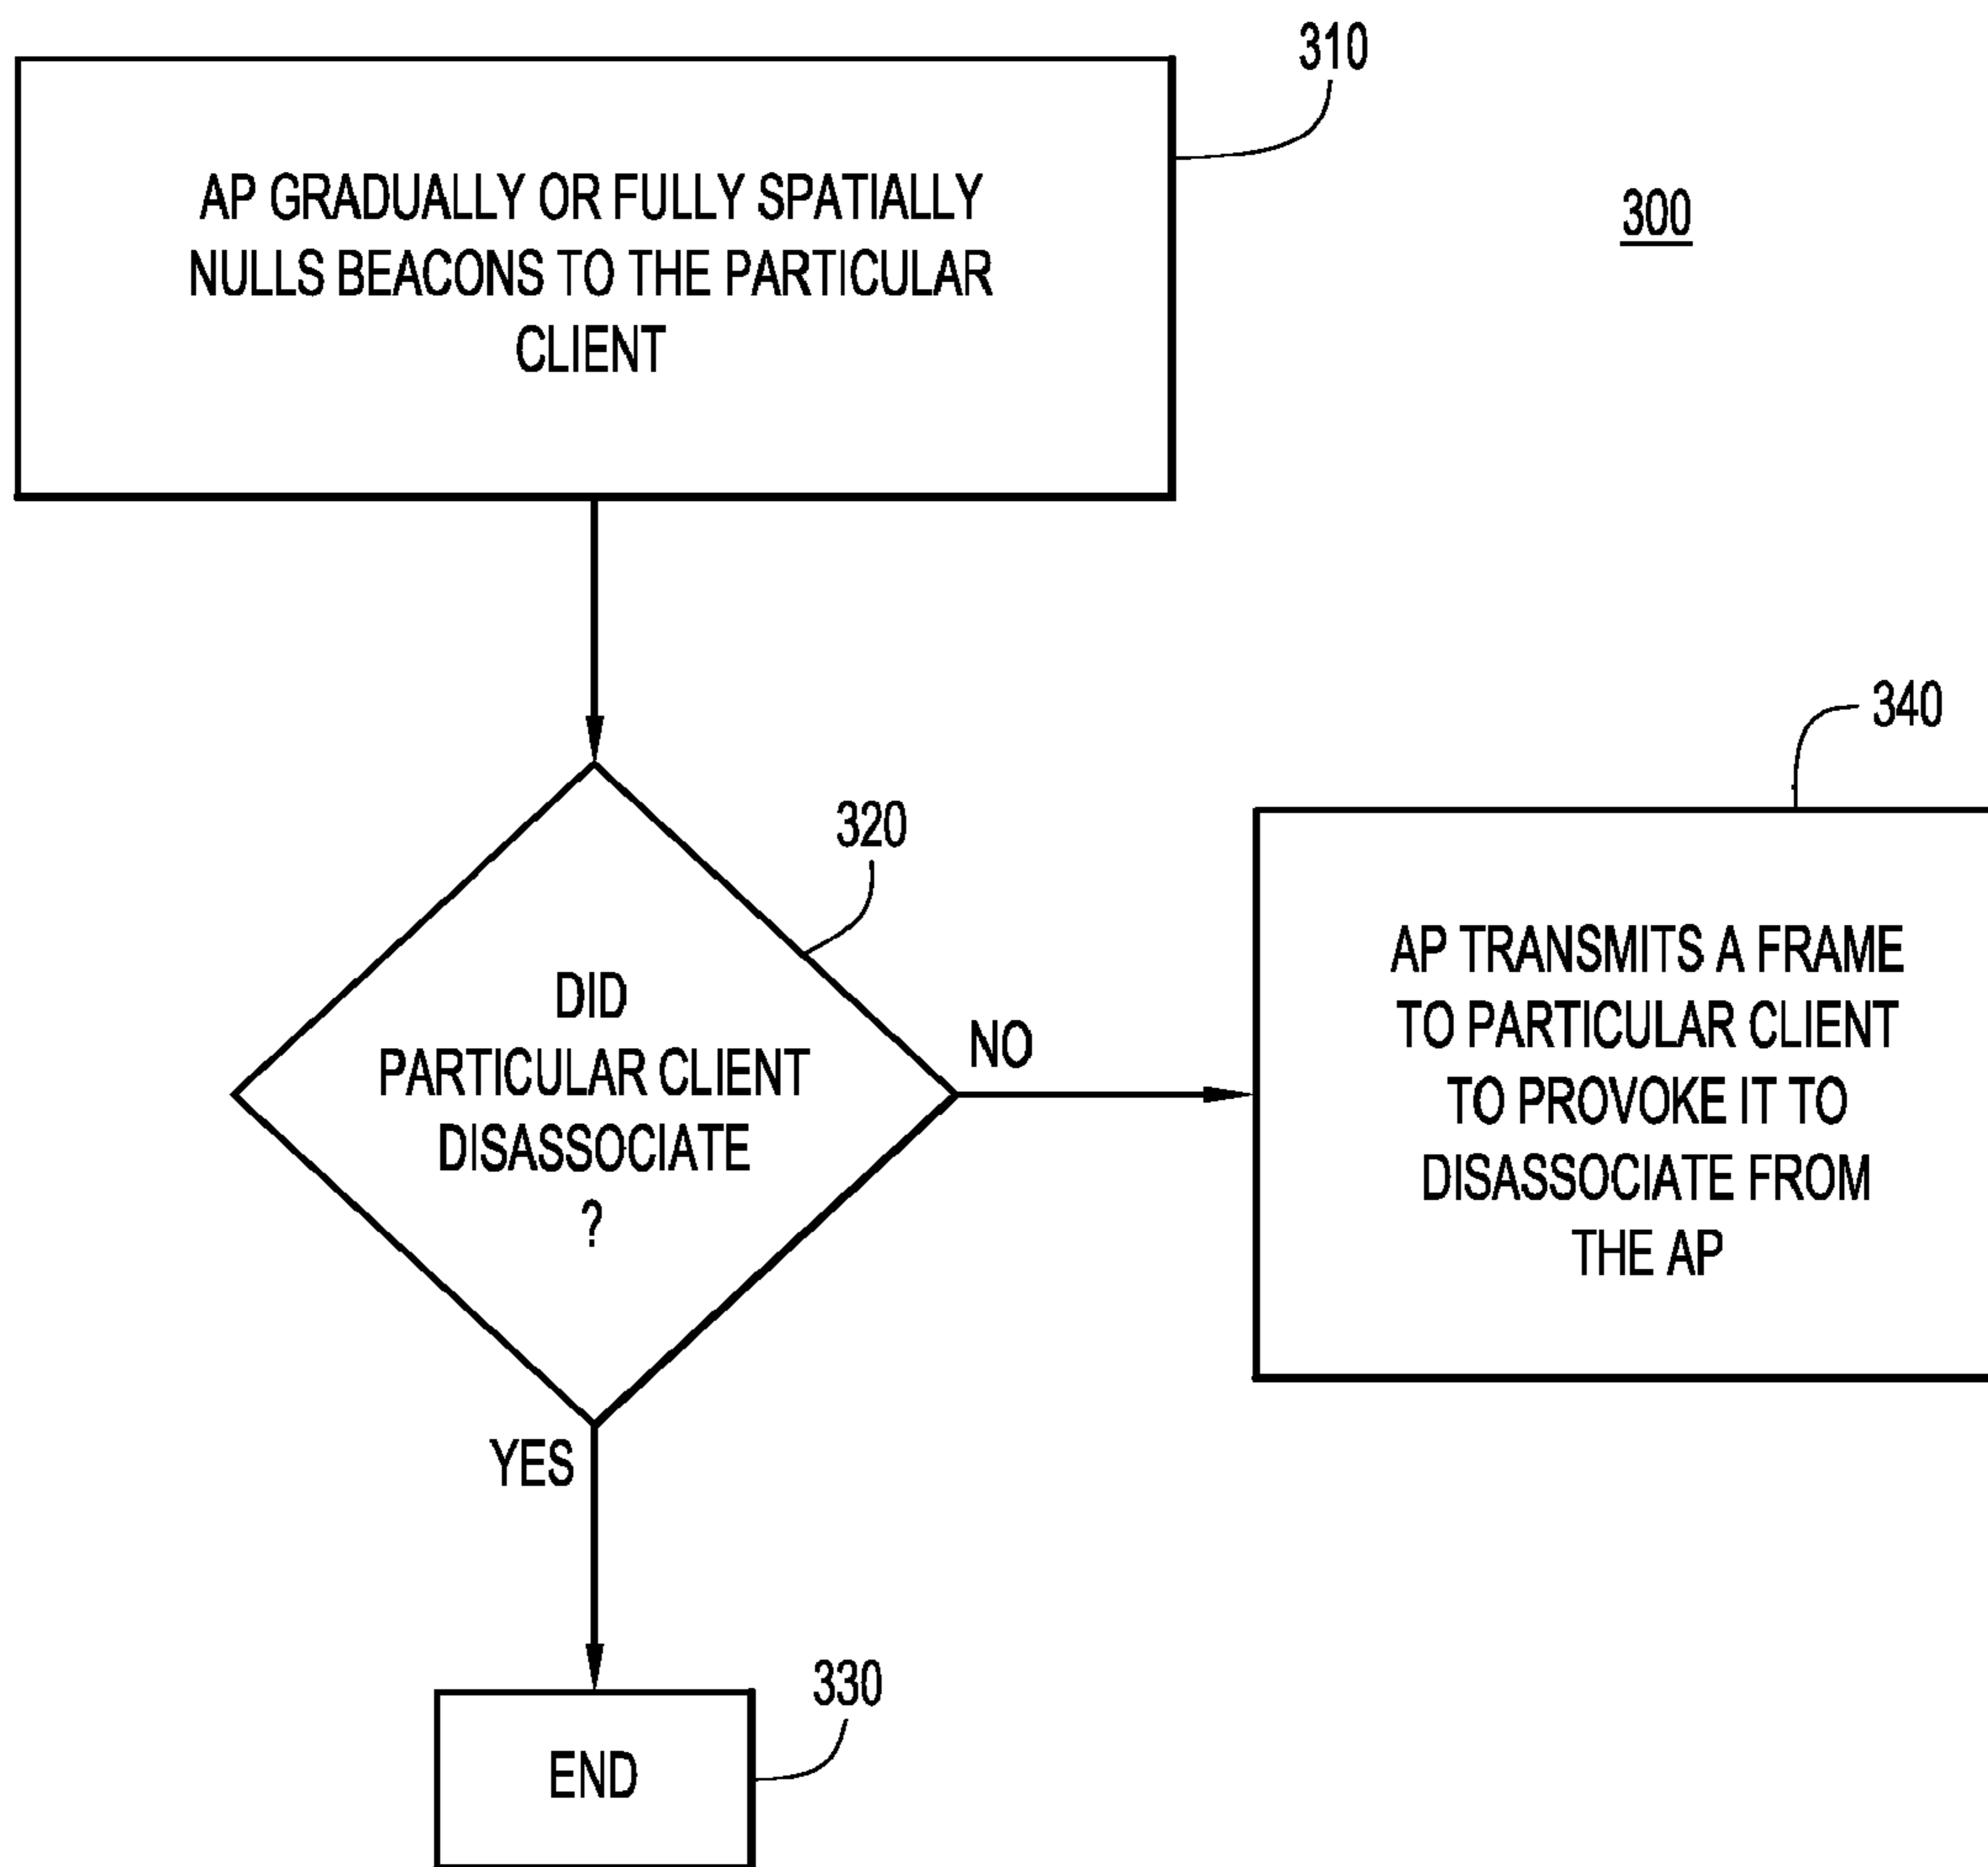 310
AP GRADUALLY OR FULLY SPATIALLY
NULLS BEACONS TO THE PARTICULAR
CLIENT
300
340
320
DID
PARTICULAR CLIENT
DISASSOCIATE
?
NO
AP TRANSMITS A FRAME
TO PARTICULAR CLIENT
TO PROVOKE IT TO
DISASSOCIATE FROM
THE AP
YES
330
END